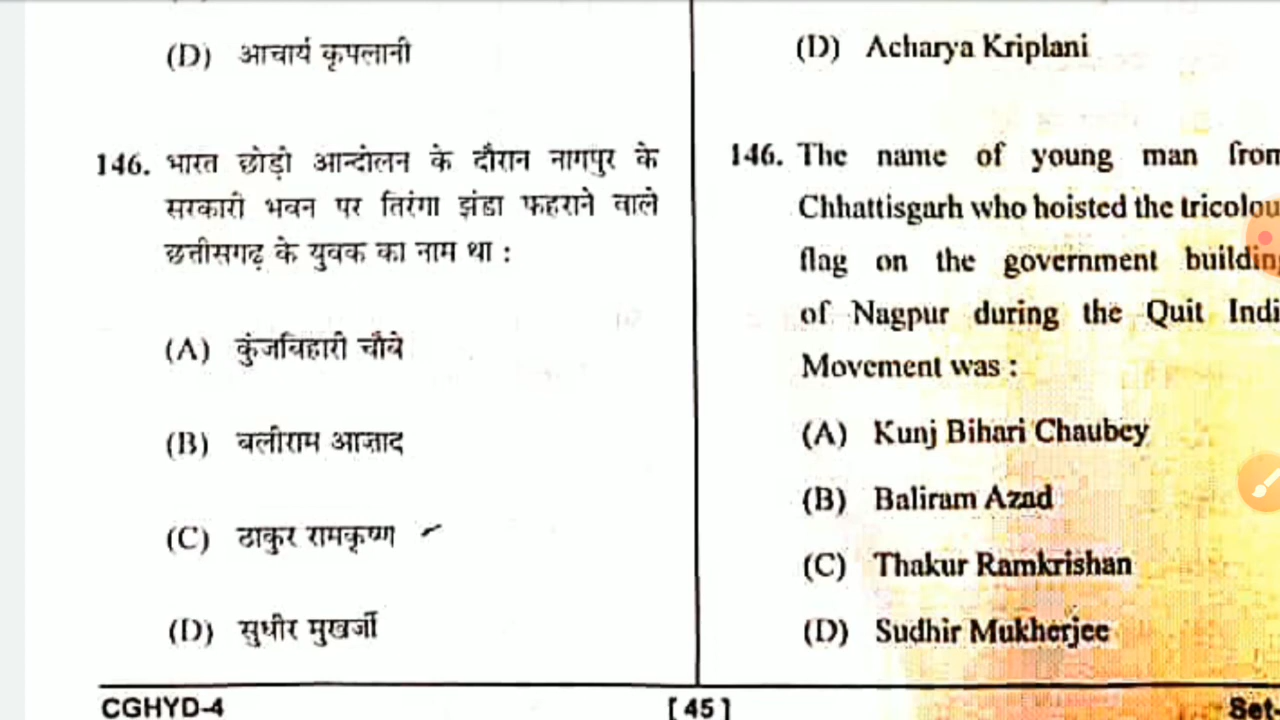 (D) आचार्य कृपलानी
146. भारत छोड़ो आन्दोलन के दौरान नागपुर के
सरकारी भवन पर तिरंगा झंडा फहराने वाले
छत्तीसगढ़ के युवक का नाम था :
(A) कुंजबिहारी चौबे
(B) बलीराम आज़ाद
(C) ठाकुर रामकृष्ण
(D) सुधीर मुखर्जी
(D) Acharya Kriplani
146. The name of young man from
Chhattisgarh who hoisted the tricolou
flag on the government building
of Nagpur during the Quit Indi
Movement was :
(A) Kunj Bihari Chaubey
(B) Baliram Azad
(C) Thakur Ramkrishan
(D) Sudhir Mukherjee
CGHYD-4
[ 45 ]
Set-